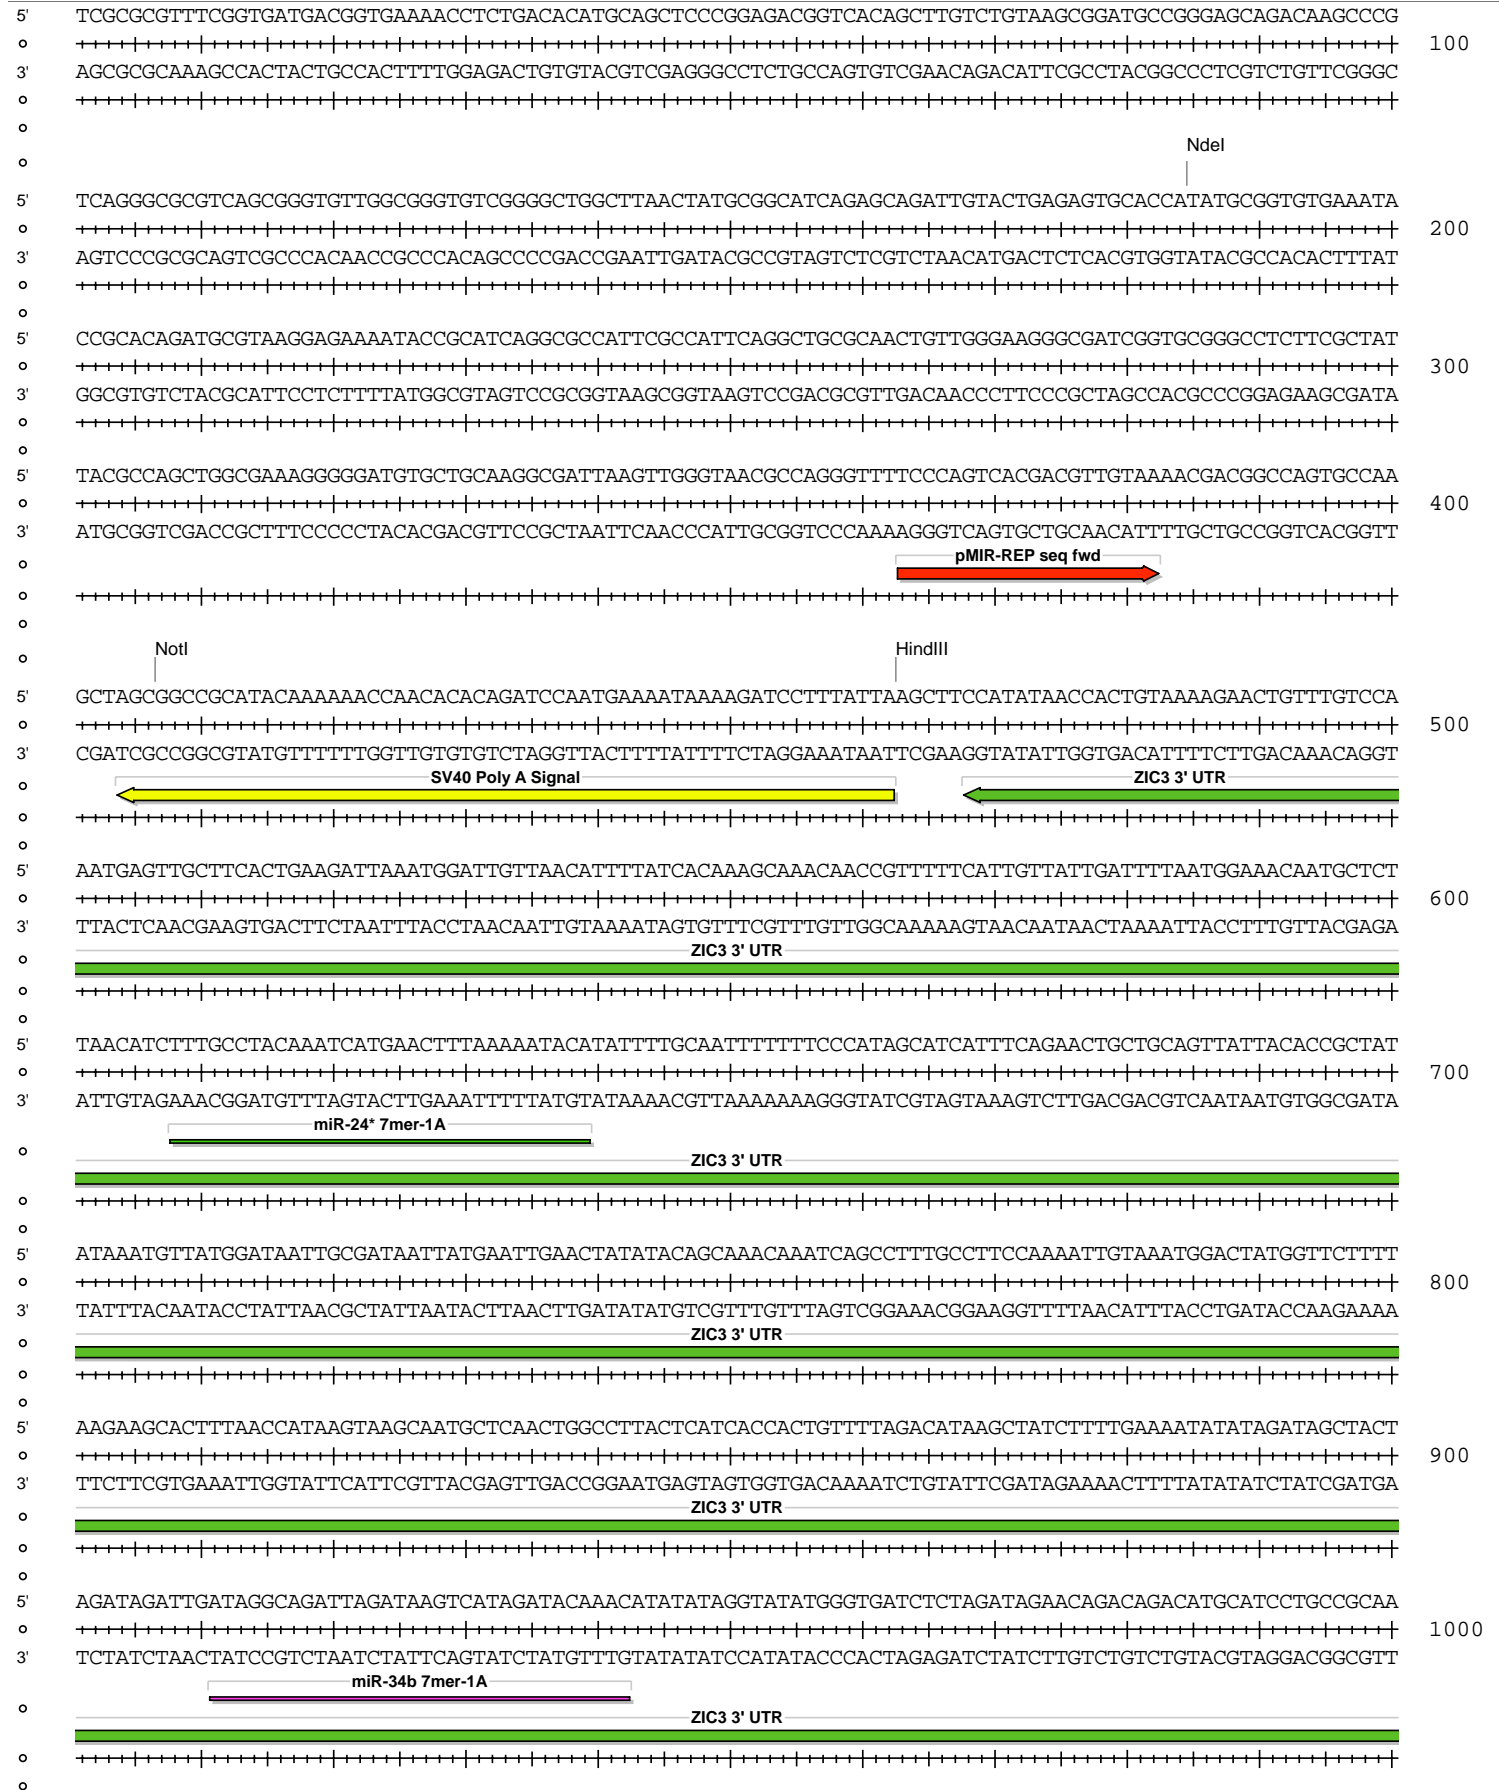 5' TCGCGCGTTTCGGTGATGACGGTGAAAACCTCTGACACATGCAGCTCCCGGAGACGGTCACAGCTTGTCTGTAAGCGGATGCCGGGAGCAGACAAGCCCG
100
3' AGCGCGCAAAGCCACTACTGCCACTTTTGGAGACTGTGTACGTCGAGGGCCTCTGCCAGTGTCGAACAGACATTCGCCTACGGCCCTCGTCTGTTCGGGC
NdeI
5' TCAGGGCGCGTCAGCGGGTGTTGGCGGGTGTCGGGGCTGGCTTAACTATGCGGCATCAGAGCAGATTGTACTGAGAGTGCACCATATGCGGTGTGAAATA
200
3' AGTCCCGCGCAGTCGCCCACAACCGCCCACAGCCCCGACCGAATTGATACGCCGTAGTCTCGTCTAACATGACTCTCACGTGGTATACGCCACACTTTAT
5' CCGCACAGATGCGTAAGGAGAAAATACCGCATCAGGCGCCATTCGCCATTCAGGCTGCGCAACTGTTGGGAAGGGCGATCGGTGCGGGCCTCTTCGCTAT
300
3' GGCGTGTCTACGCATTCCTCTTTTATGGCGTAGTCCGCGGTAAGCGGTAAGTCCGACGCGTTGACAACCCTTCCCGCTAGCCACGCCCGGAGAAGCGATA
5' TACGCCAGCTGGCGAAAGGGGGATGTGCTGCAAGGCGATTAAGTTGGGTAACGCCAGGGTTTTCCCAGTCACGACGTTGTAAAACGACGGCCAGTGCCAA
400
3' ATGCGGTCGACCGCTTTCCCCCTACACGACGTTCCGCTAATTCAACCCATTGCGGTCCCAAAAGGGTCAGTGCTGCAACATTTTGCTGCCGGTCACGGTT
pMIR-REP seq fwd
NotI HindIII
5' GCTAGCGGCCGCATACAAAAAACCAACACACAGATCCAATGAAAATAAAAGATCCTTTATTAAGCTTCCATATAACCACTGTAAAAGAACTGTTTGTCCA
500
3' CGATCGCCGGCGTATGTTTTTTGGTTGTGTGTCTAGGTTACTTTTATTTTCTAGGAAATAATTCGAAGGTATATTGGTGACATTTTCTTGACAAACAGGT
SV40 Poly A Signal ZIC3 3' UTR
5' AATGAGTTGCTTCACTGAAGATTAAATGGATTGTTAACATTTTATCACAAAGCAAACAACCGTTTTTCATTGTTATTGATTTTAATGGAAACAATGCTCT
600
3' TTACTCAACGAAGTGACTTCTAATTTACCTAACAATTGTAAAATAGTGTTTCGTTTGTTGGCAAAAAGTAACAATAACTAAAATTACCTTTGTTACGAGA
ZIC3 3' UTR
5' TAACATCTTTGCCTACAAATCATGAACTTTAAAAATACATATTTTGCAATTTTTTTCCCATAGCATCATTTCAGAACTGCTGCAGTTATTACACCGCTAT
700
3' ATTGTAGAAACGGATGTTTAGTACTTGAAATTTTTATGTATAAAACGTTAAAAAAAGGGTATCGTAGTAAAGTCTTGACGACGTCAATAATGTGGCGATA
miR-24* 7mer-1A
ZIC3 3' UTR
5' ATAAATGTTATGGATAATTGCGATAATTATGAATTGAACTATATACAGCAAACAAATCAGCCTTTGCCTTCCAAAATTGTAAATGGACTATGGTTCTTTT
800
3' TATTTACAATACCTATTAACGCTATTAATACTTAACTTGATATATGTCGTTTGTTTAGTCGGAAACGGAAGGTTTTAACATTTACCTGATACCAAGAAAA
ZIC3 3' UTR
5' AAGAAGCACTTTAACCATAAGTAAGCAATGCTCAACTGGCCTTACTCATCACCACTGTTTTAGACATAAGCTATCTTTTGAAAATATATAGATAGCTACT
900
3' TTCTTCGTGAAATTGGTATTCATTCGTTACGAGTTGACCGGAATGAGTAGTGGTGACAAAATCTGTATTCGATAGAAAACTTTTATATATCTATCGATGA
ZIC3 3' UTR
5' AGATAGATTGATAGGCAGATTAGATAAGTCATAGATACAAACATATATAGGTATATGGGTGATCTCTAGATAGAACAGACAGACATGCATCCTGCCGCAA
1000
3' TCTATCTAACTATCCGTCTAATCTATTCAGTATCTATGTTTGTATATATCCATATACCCACTAGAGATCTATCTTGTCTGTCTGTACGTAGGACGGCGTT
miR-34b 7mer-1A
ZIC3 3' UTR